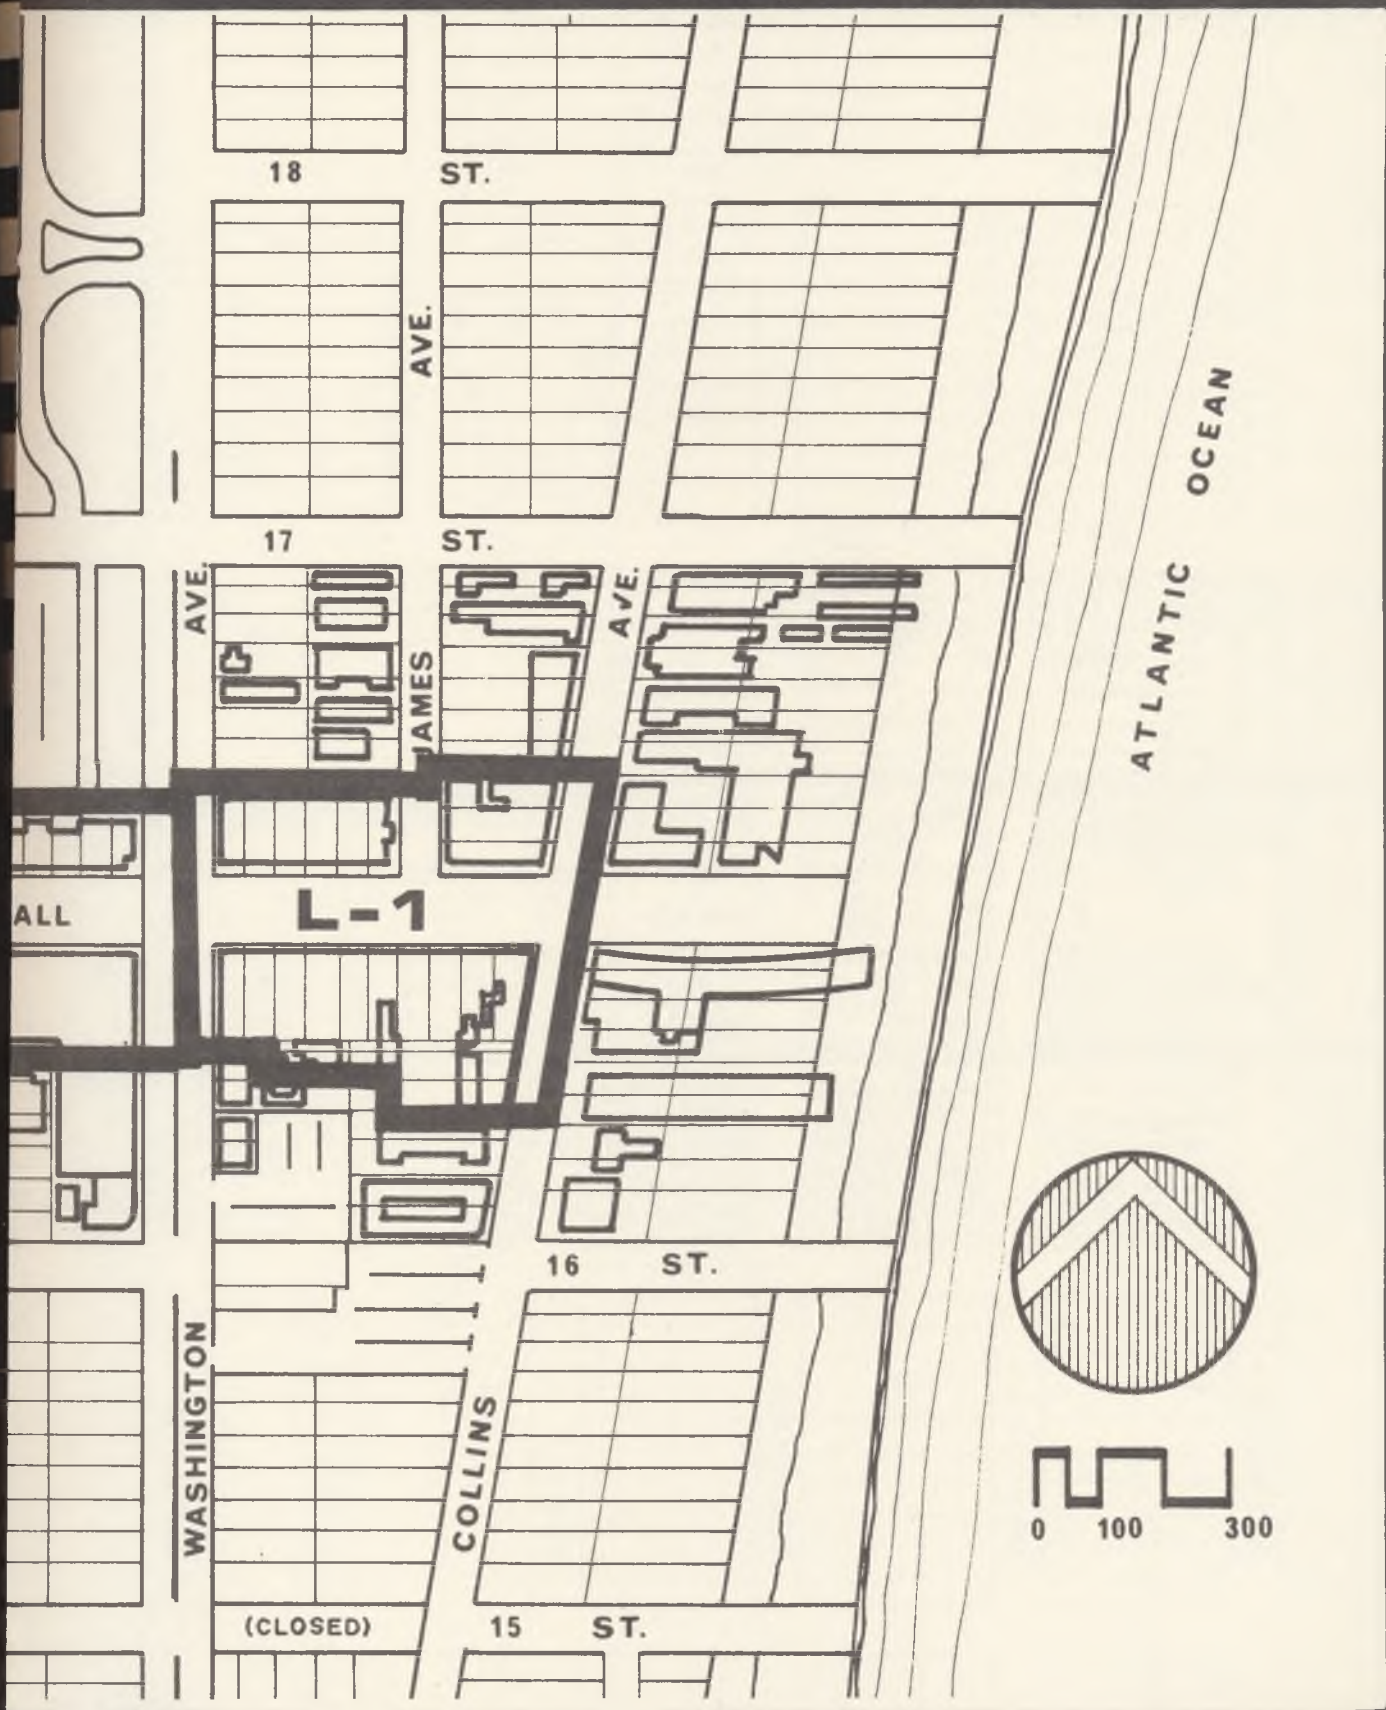 18 ST.
AVE.
OCEAN
17 ST.
AVE.
AVE.
ATLANTIC
JAMES
ALL
L-1
16 ST.
WASHINGTON
COLLINS
0 100 300
(CLOSED) 15 ST.